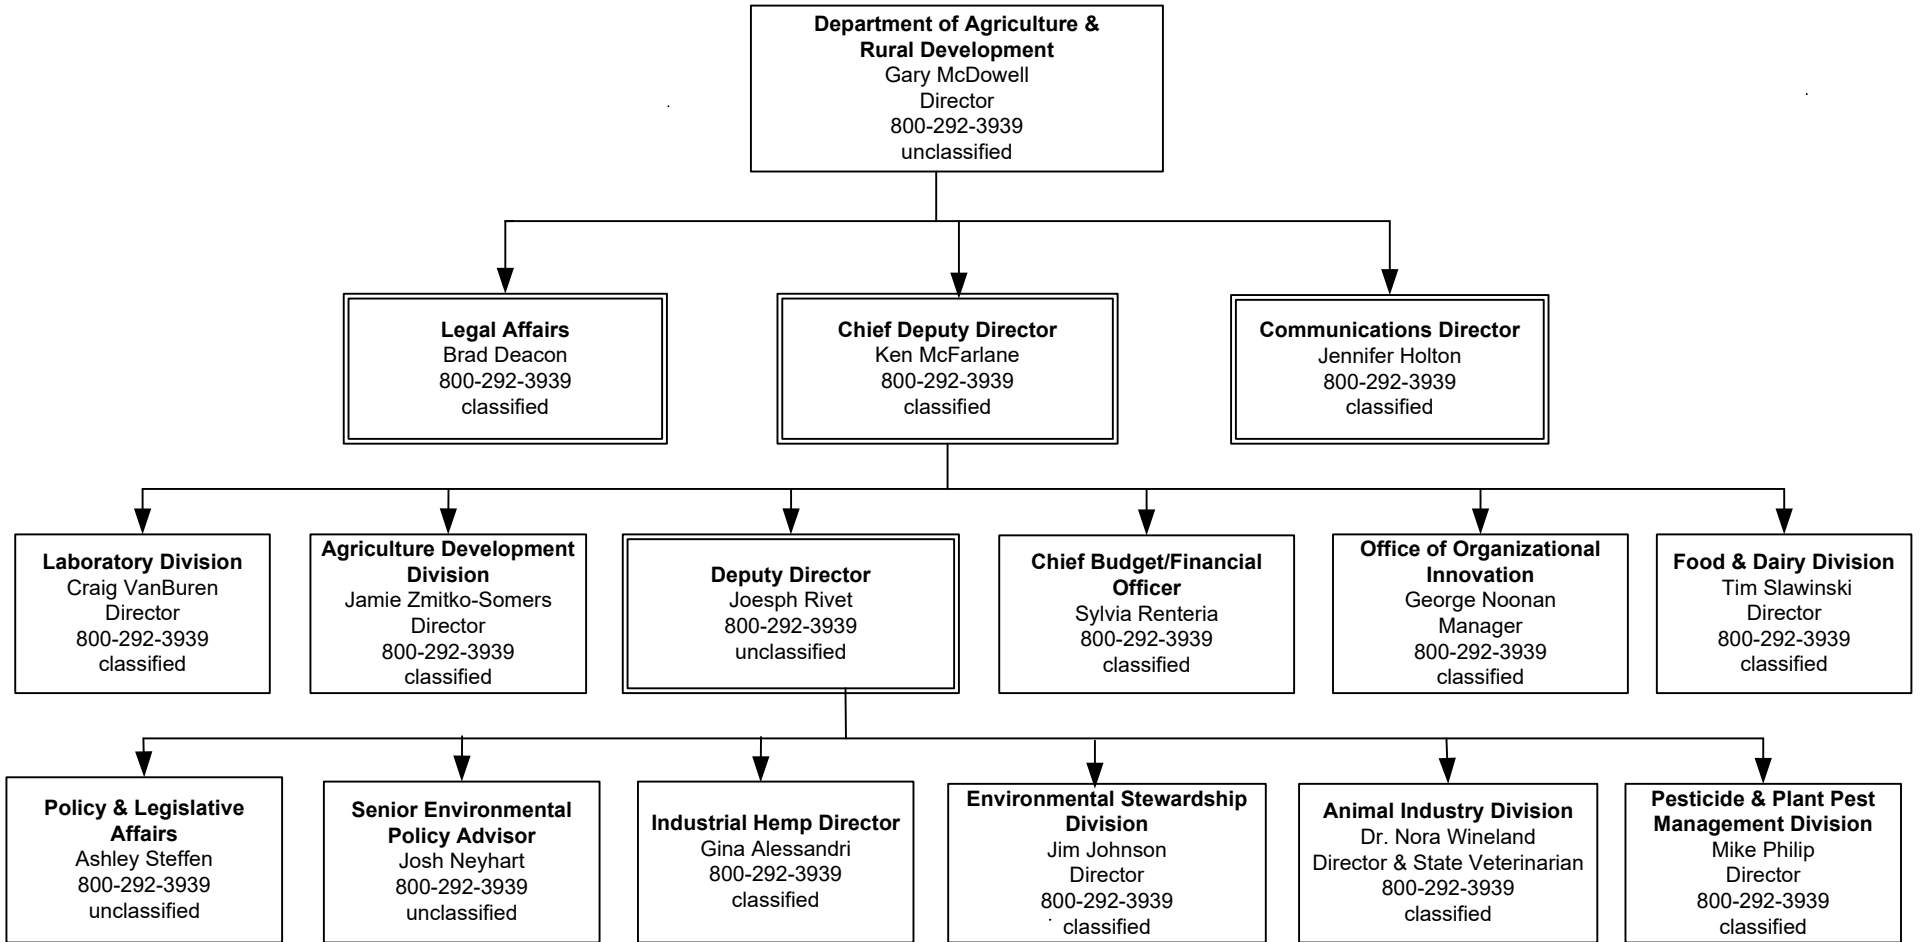 Department of Agriculture &
Rural Development
Gary McDowell
Director
800-292-3939
unclassified
Legal Affairs
Brad Deacon
800-292-3939
classified
Chief Deputy Director
Ken McFarlane
800-292-3939
classified
Communications Director
Jennifer Holton
800-292-3939
classified
Laboratory Division
Craig VanBuren
Director
800-292-3939
classified
Agriculture Development
Division
Jamie Zmitko-Somers
Director
800-292-3939
classified
Deputy Director
Joesph Rivet
800-292-3939
unclassified
Chief Budget/Financial
Officer
Sylvia Renteria
800-292-3939
classified
Office of Organizational
Innovation
George Noonan
Manager
800-292-3939
classified
Food & Dairy Division
Tim Slawinski
Director
800-292-3939
classified
Policy & Legislative
Affairs
Ashley Steffen
800-292-3939
unclassified
Senior Environmental
Policy Advisor
Josh Neyhart
800-292-3939
unclassified
Industrial Hemp Director
Gina Alessandri
800-292-3939
classified
Environmental Stewardship
Division
Jim Johnson
Director
800-292-3939
classified
Animal Industry Division
Dr. Nora Wineland
Director & State Veterinarian
800-292-3939
classified
Pesticide & Plant Pest
Management Division
Mike Philip
Director
800-292-3939
classified